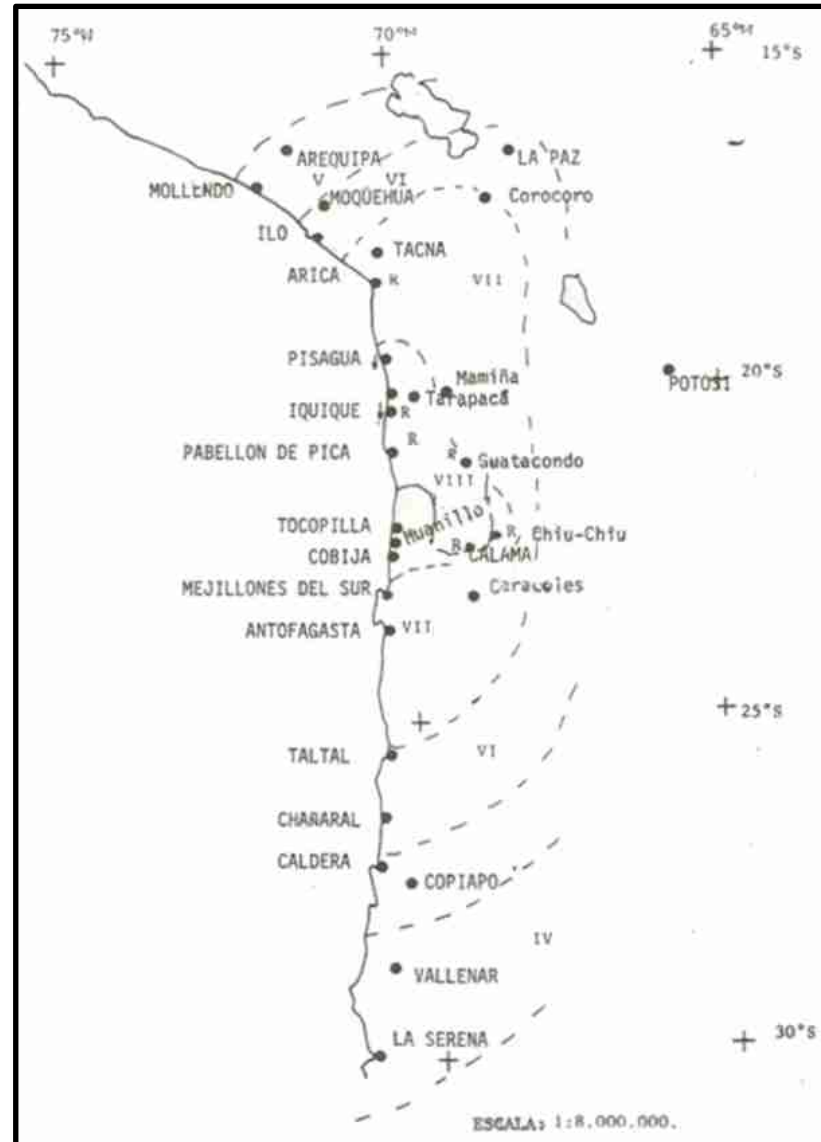 75°W 70°W 65°W
15°S
AREQUIPA LA PAZ
V VI
MOLLENDO MOQUEHUA Corocoro
ILO
TACNA
ARICA R VII
PISAGUA
Mamiña 20°S
Tarapacá POTOSI
IQUIQUE R
R
PABELLON DE PICA R Guatacondo
VIII
TOCOPILLA Huanillo R Chiu-Chiu
R
COBIJA CALAMA
MEJILLONES DEL SUR Caracoles
ANTOFAGASTA VII
25°S
TALTAL VI
CHAÑARAL
CALDERA
COPIAPO
IV
VALLENAR
LA SERENA 30°S
ESCALA: 1:8.000.000.